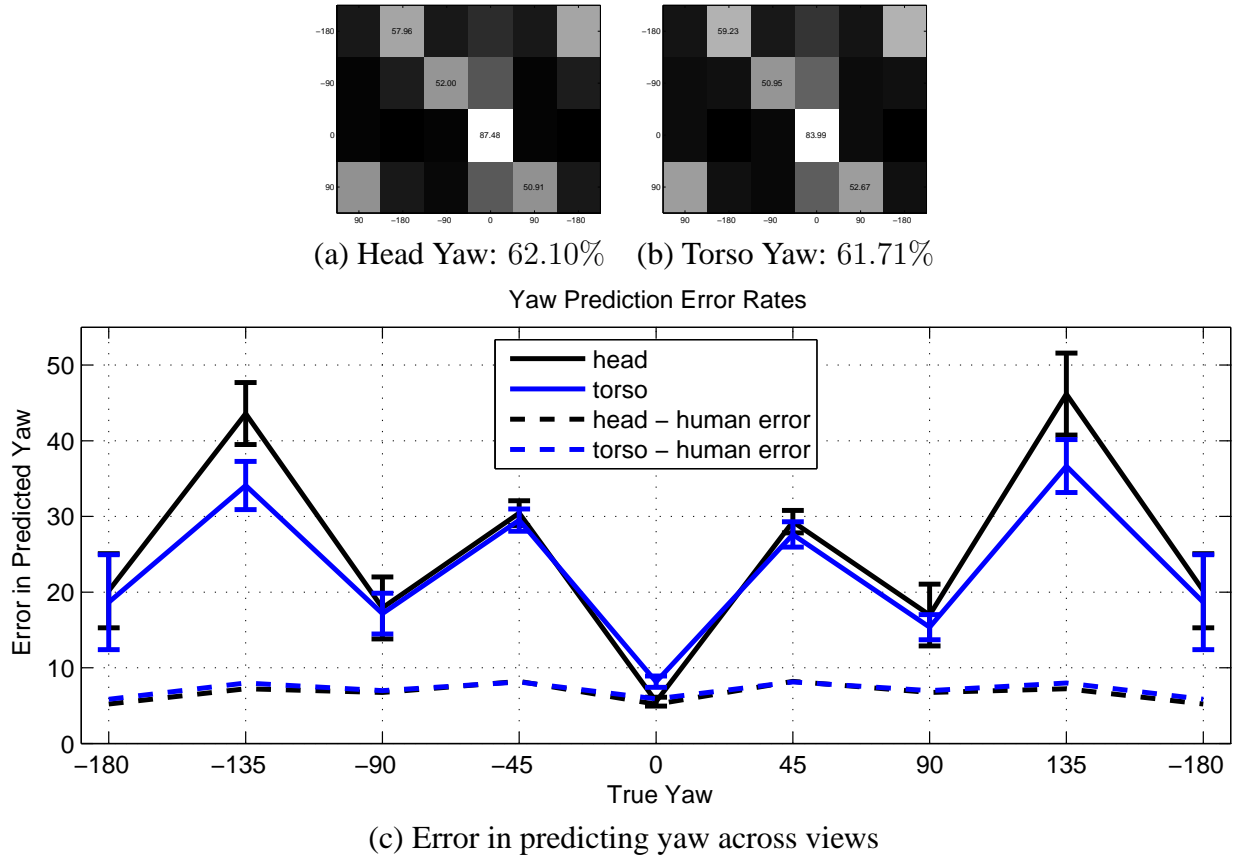 −180 57.96
−90 52.00
0 87.48
90 50.91
90 −180 −90 0 90 −180
−180 59.23
−90 50.95
0 83.99
90 52.67
90 −180 −90 0 90 −180
(a) Head Yaw: 62.10% (b) Torso Yaw: 61.71%
Yaw Prediction Error Rates
head
torso
head − human error
torso − human error
Error in Predicted Yaw
50
40
30
20
10
0
−180 −135 −90 −45 0 45 90 135 −180
True Yaw
(c) Error in predicting yaw across views